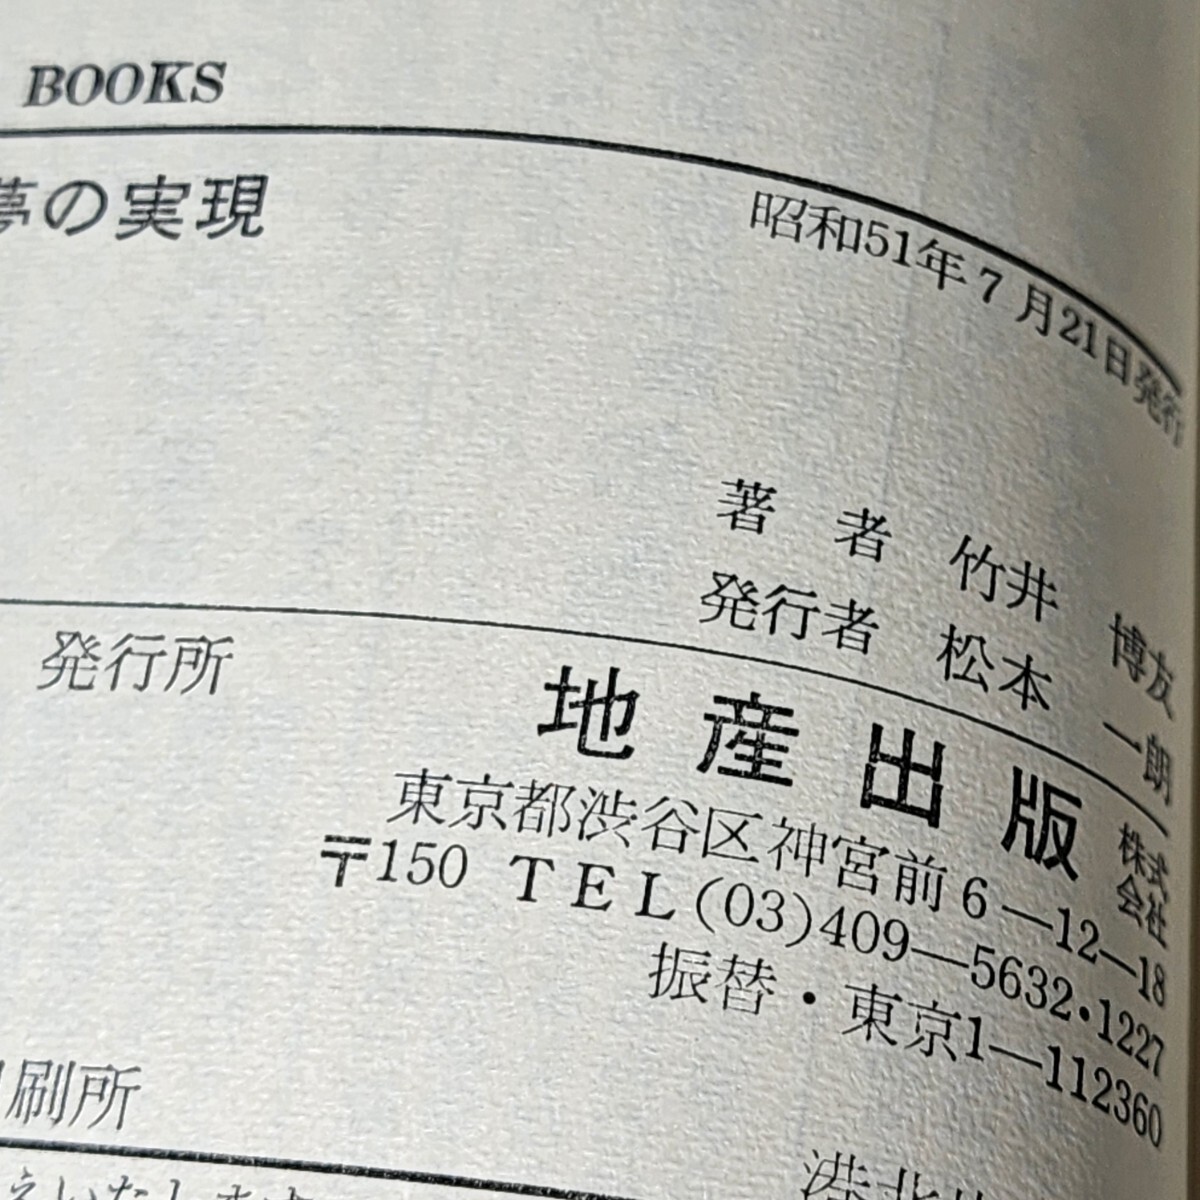 BOOKS
夢の実現
昭和51年7月21日発行
著者 竹井博友
発行者 松本一朗
発行所 地産出版 株式会社
東京都渋谷区神宮前6―12―18
〒150 TEL(03)409―5632・1227
振替・東京1―112360
刷所